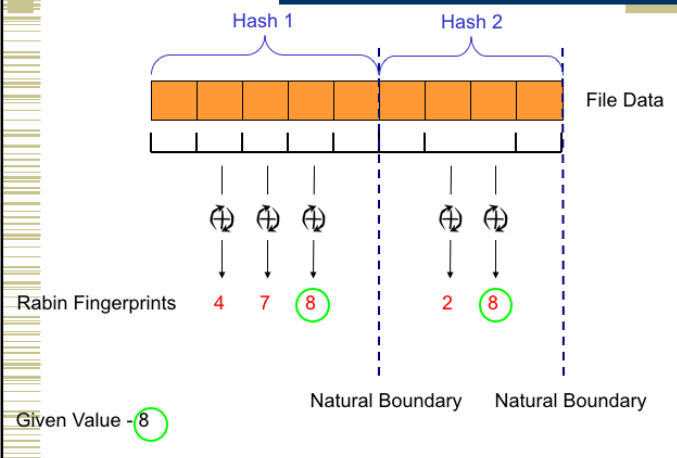 Hash 1
Hash 2
File Data
Rabin Fingerprints 4 7 8 2 8
Natural Boundary Natural Boundary
Given Value - 8